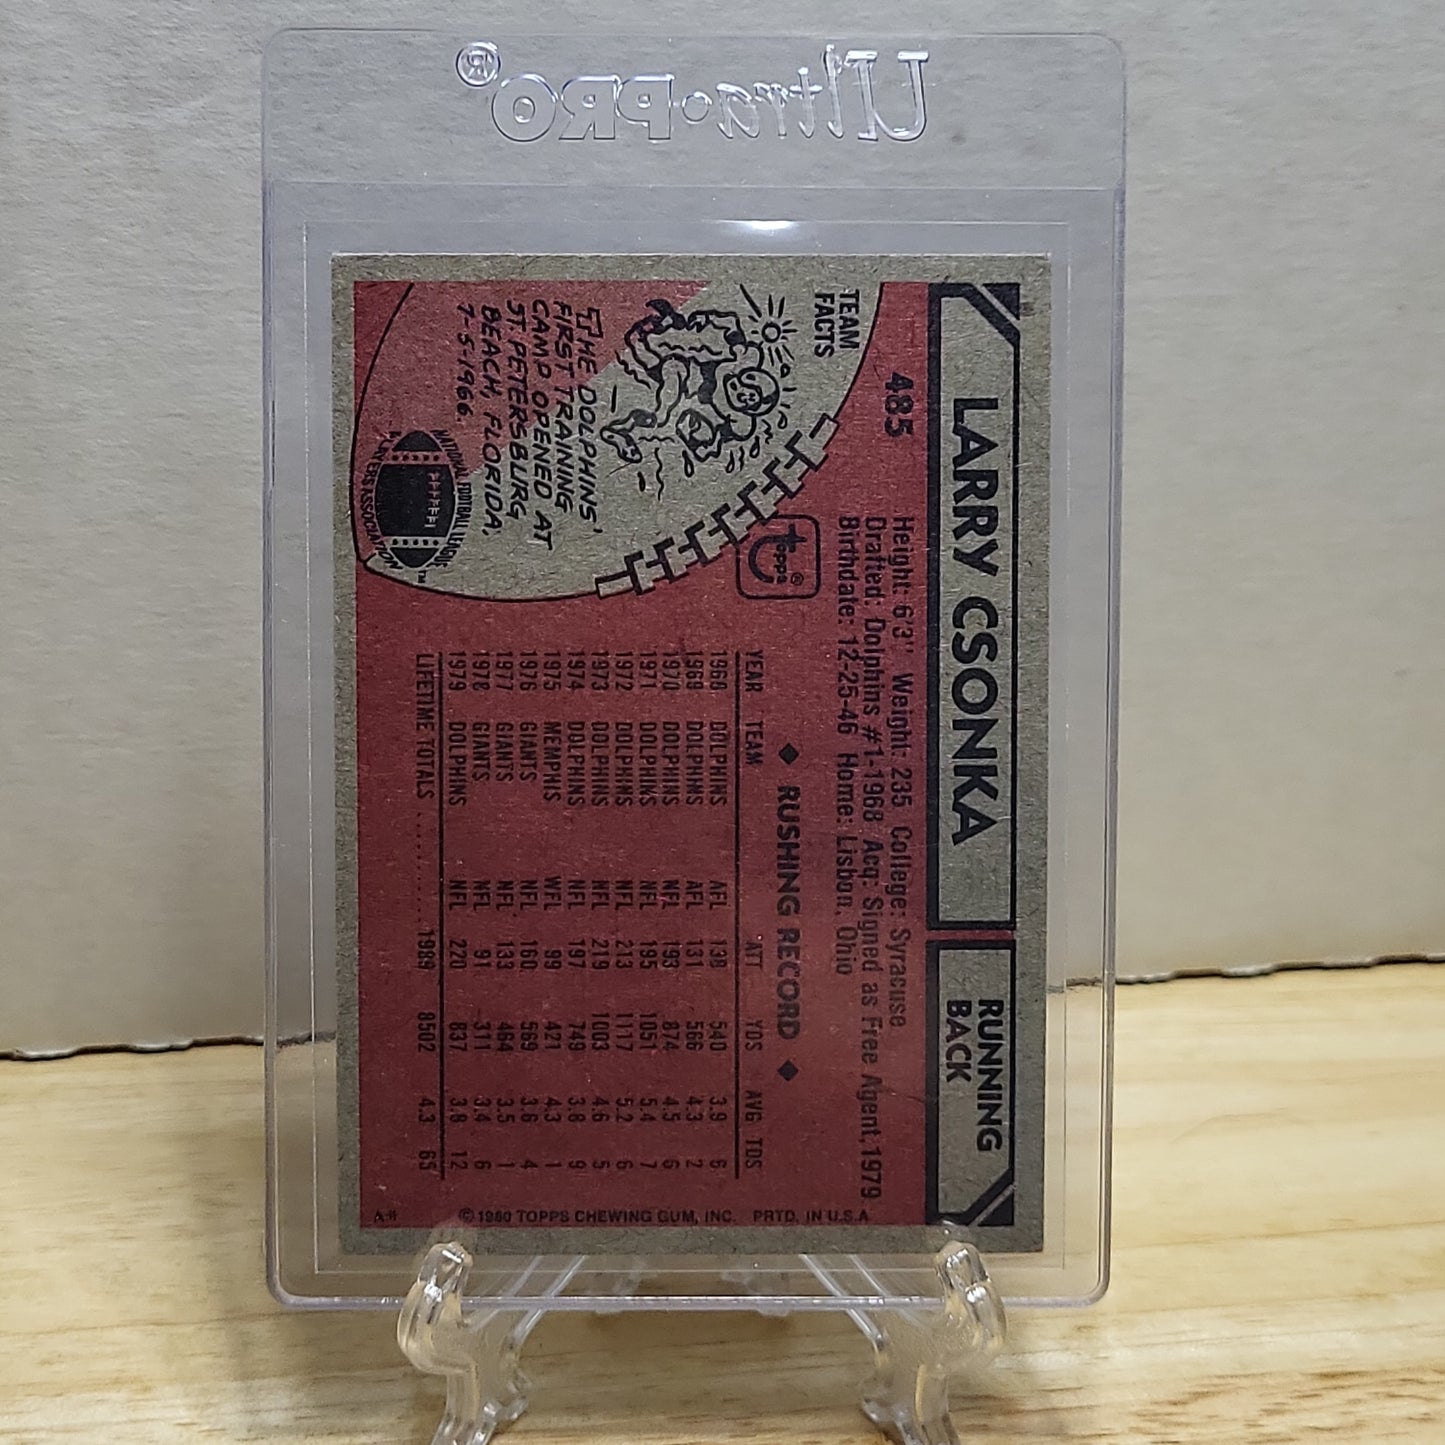 Ultra•PRO®
LARRY CSONKA
RUNNING
BACK
485
Height: 6'3" Weight: 235 College: Syracuse
Drafted: Dolphins #1-1968 Acq: Signed as Free Agent, 1979
Birthdate: 12-25-46 Home: Lisbon, Ohio
TEAM
FACTS
THE DOLPHINS'
FIRST TRAINING
CAMP OPENED AT
ST. PETERSBURG
BEACH, FLORIDA,
7-5-1966.
NATIONAL FOOTBALL LEAGUE
PLAYERS ASSOCIATION™
topps®
◆ RUSHING RECORD ◆
YEAR TEAM ATT YDS AVG TDS
1968 DOLPHINS AFL 138 540 3.9 6
1969 DOLPHINS AFL 131 566 4.3 2
1970 DOLPHINS NFL 193 874 4.5 6
1971 DOLPHINS NFL 195 1051 5.4 7
1972 DOLPHINS NFL 213 1117 5.2 6
1973 DOLPHINS NFL 219 1003 4.6 5
1974 DOLPHINS NFL 197 749 3.8 9
1975 MEMPHIS WFL 99 421 4.3 1
1976 GIANTS NFL 160 569 3.6 4
1977 GIANTS NFL 133 464 3.5 1
1978 GIANTS NFL 91 311 3.4 6
1979 DOLPHINS NFL 220 837 3.8 12
LIFETIME TOTALS ......... 1989 8502 4.3 65
©1980 TOPPS CHEWING GUM, INC. PRTD. IN U.S.A